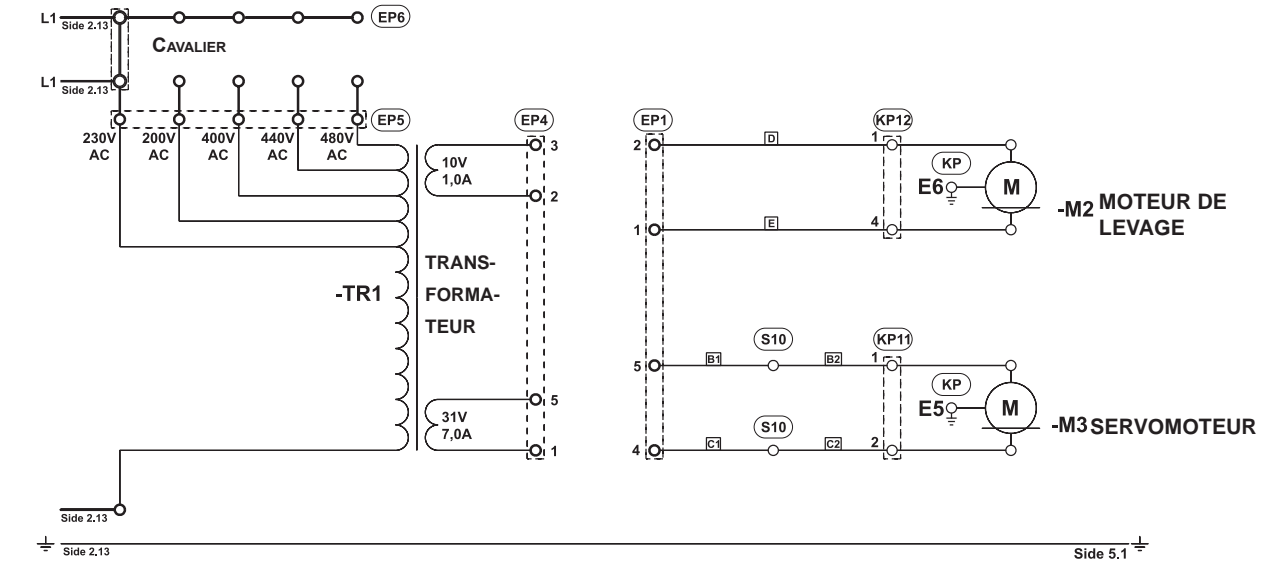 L1 Side 2.13 EP6
CAVALIER
L1 Side 2.13
EP5 EP4 EP1 KP12
230V AC 200V AC 400V AC 440V AC 480V AC
10V
1,0A
3
2
2 D 1
KP
E6 M
-M2 MOTEUR DE
LEVAGE
1 E 4
-TR1
TRANS-
FORMA-
TEUR
S10 KP11
5 B1 B2 1
KP
E5 M
-M3 SERVOMOTEUR
S10
4 C1 C2 2
31V
7,0A
5
1
Side 2.13
Side 2.13 Side 5.1